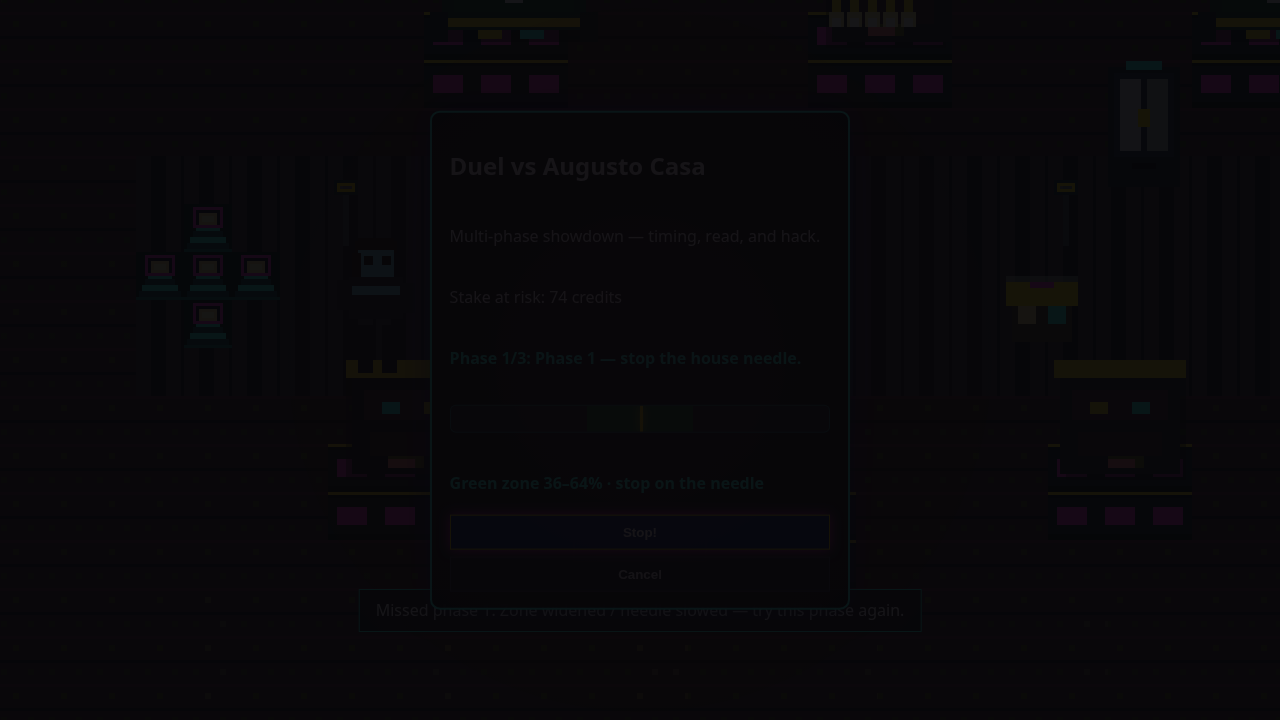 Duel vs Augusto Casa
Multi-phase showdown — timing, read, and hack.
Stake at risk: 74 credits
Phase 1/3: Phase 1 — stop the house needle.
Green zone 36–64% · stop on the needle
Stop!
Cancel
Missed phase 1. Zone widened / needle slowed — try this phase again.